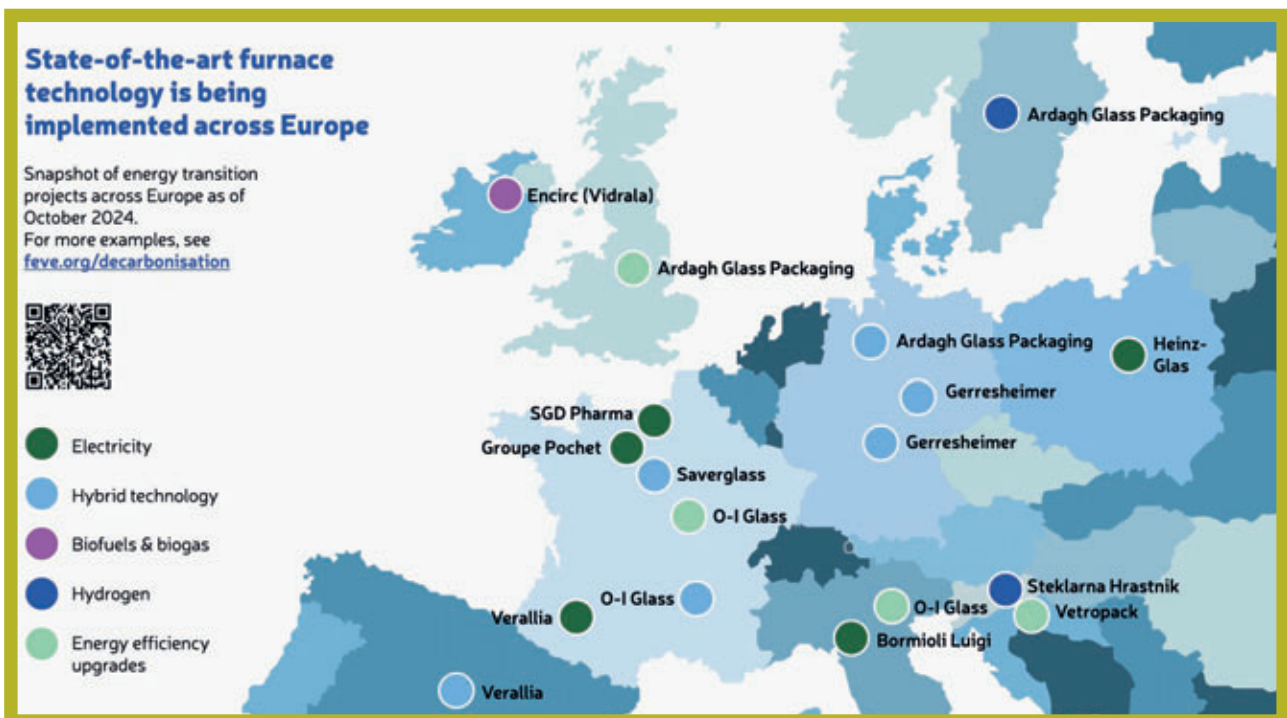 State-of-the-art furnace
technology is being
implemented across Europe
Snapshot of energy transition
projects across Europe as of
October 2024.
For more examples, see
feve.org/decarbonisation
Electricity
Hybrid technology
Biofuels & biogas
Hydrogen
Energy efficiency
upgrades
Ardagh Glass Packaging
Encirc (Vidrala)
Ardagh Glass Packaging
Ardagh Glass Packaging
Heinz-
Glas
Gerresheimer
SGD Pharma
Gerresheimer
Groupe Pochet
Saverglass
O-I Glass
Steklarna Hrastnik
O-I Glass
O-I Glass
Vetropack
Verallia
Bormioli Luigi
Verallia